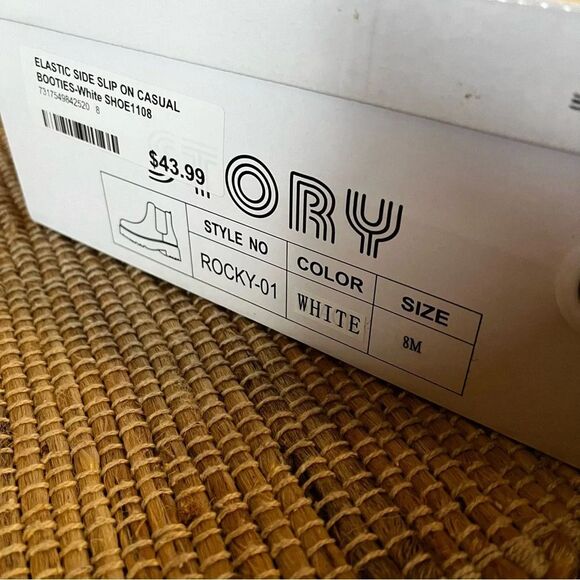 ELASTIC SIDE SLIP ON CASUAL
BOOTIES-White SHOE1108
7317549842520 8
$43.99
ORY
STYLE NO
COLOR
SIZE
ROCKY-01
WHITE
8M